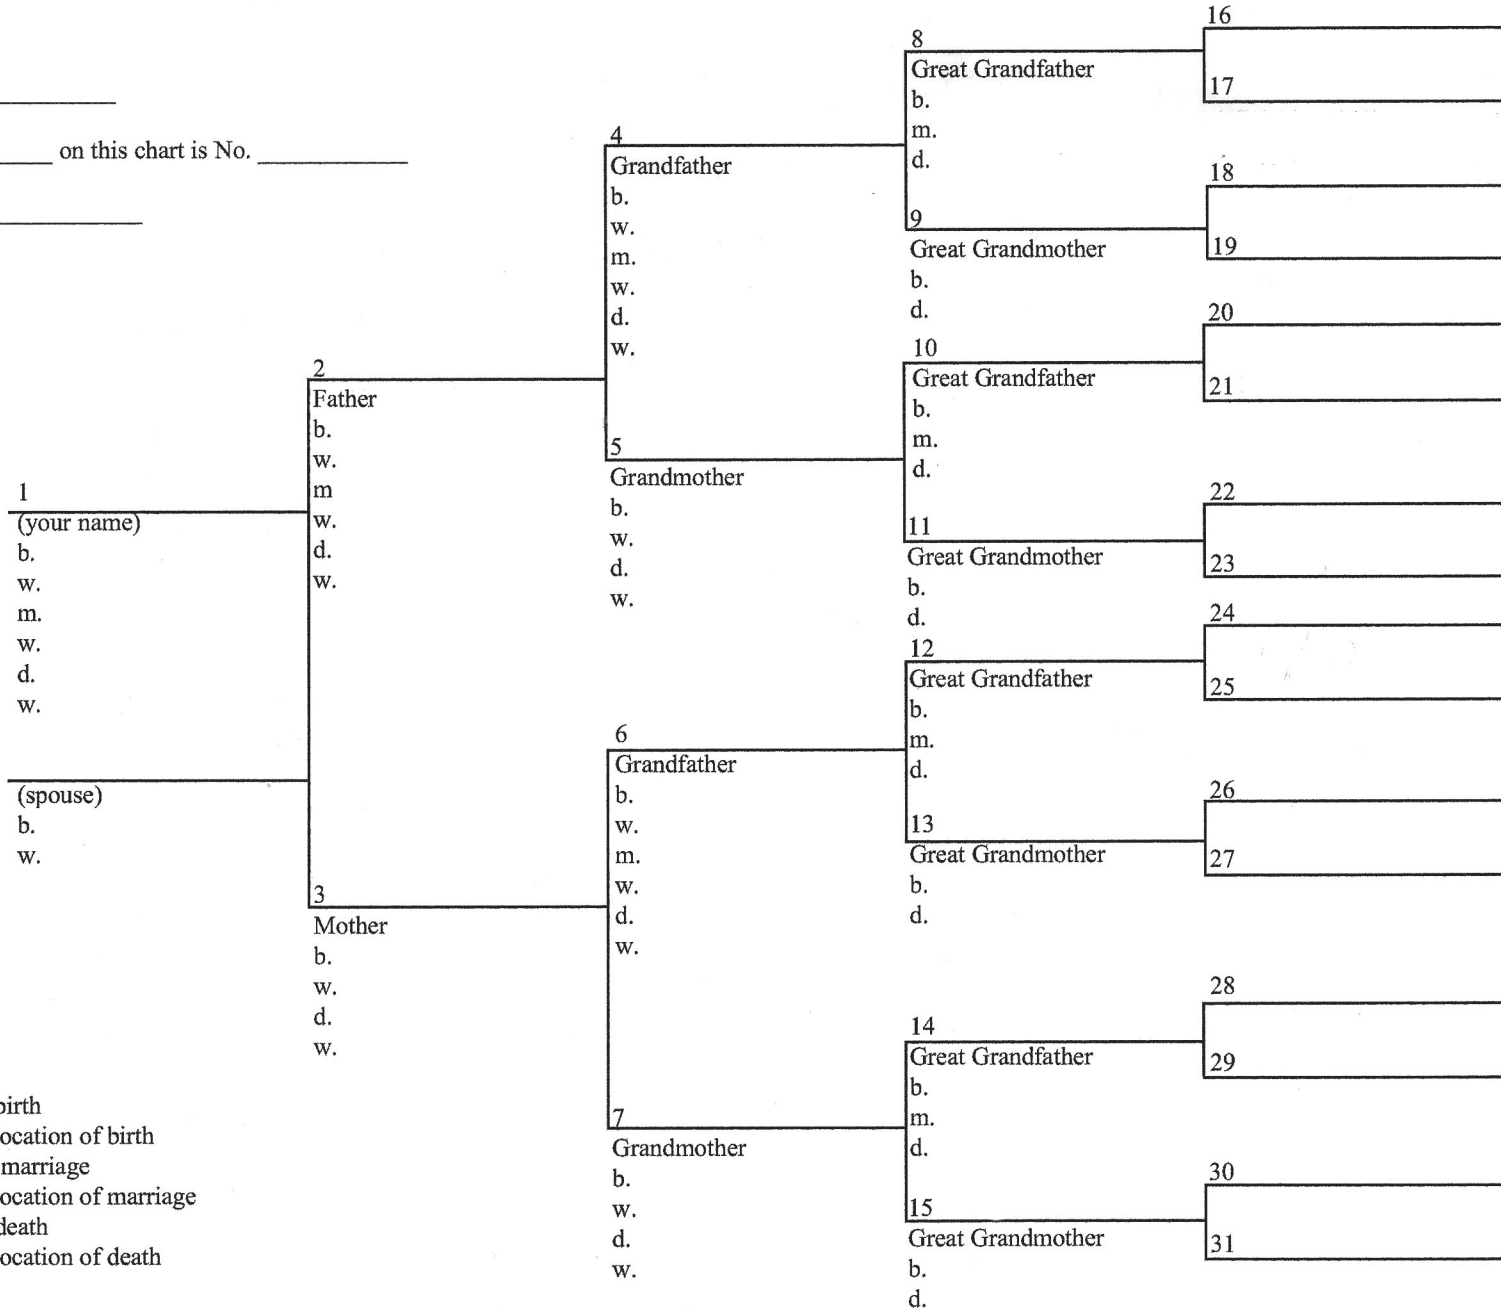 on this chart is No.
1
(your name)
b.
w.
m.
w.
d.
w.
(spouse)
b.
w.
2
Father
b.
w.
m
w.
d.
w.
3
Mother
b.
w.
d.
w.
4
Grandfather
b.
w.
m.
w.
d.
w.
5
Grandmother
b.
w.
d.
w.
6
Grandfather
b.
w.
m.
w.
d.
w.
7
Grandmother
b.
w.
d.
w.
8
Great Grandfather
b.
m.
d.
9
Great Grandmother
b.
d.
10
Great Grandfather
b.
m.
d.
11
Great Grandmother
b.
d.
12
Great Grandfather
b.
m.
d.
13
Great Grandmother
b.
d.
14
Great Grandfather
b.
m.
d.
15
Great Grandmother
b.
d.
16
17
18
19
20
21
22
23
24
25
26
27
28
29
30
31
birth
ocation of birth
marriage
ocation of marriage
death
ocation of death